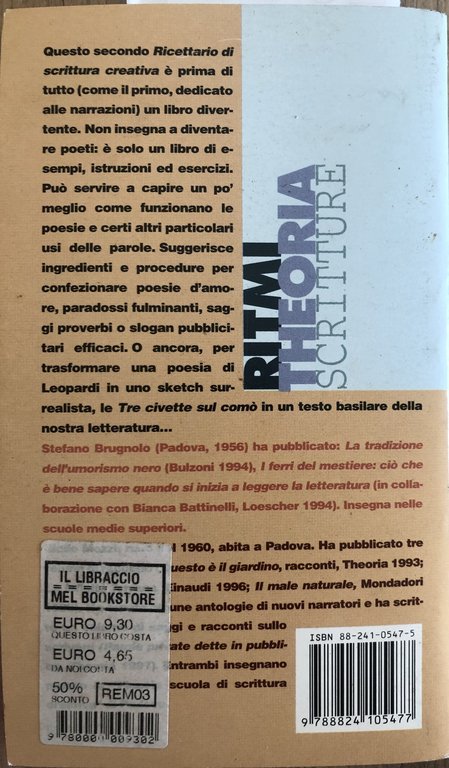 Questo secondo Ricettario di
scrittura creativa è prima di
tutto (come il primo, dedicato
alle narrazioni) un libro diver-
tente. Non insegna a diventa-
re poeti: è solo un libro di e-
sempi, istruzioni ed esercizi.
Può servire a capire un po'
meglio come funzionano le
poesie e certi altri particolari
usi delle parole. Suggerisce
ingredienti e procedure per
confezionare poesie d'amo-
re, paradossi fulminanti, sag-
gi proverbi o slogan pubblici-
tari efficaci. O ancora, per
trasformare una poesia di
Leopardi in uno sketch sur-
realista, le Tre civette sul comò in un testo basilare della
nostra letteratura...
RITMI
THEORIA
SCRITTURE
Stefano Brugnolo (Padova, 1956) ha pubblicato: La tradizione
dell'umorismo nero (Bulzoni 1994), I ferri del mestiere: ciò che
è bene sapere quando si inizia a leggere la letteratura (in colla-
borazione con Bianca Battinelli, Loescher 1994). Insegna nelle
scuole medie superiori.
1960, abita a Padova. Ha pubblicato tre
questo è il giardino, racconti, Theoria 1993;
Einaudi 1996; Il male naturale, Mondadori
une antologie di nuovi narratori e ha scrit-
gi e racconti sullo
ate dette in pubbli-
Entrambi insegnano
scuola di scrittura
IL LIBRACCIO
MEL BOOKSTORE
EURO 9,30
QUESTO LIBRO COSTA
EURO 4,65
DA NOI COSTA
50%
SCONTO
REM03
9 780000 009302
ISBN 88-241-0547-5
9 788824 105477